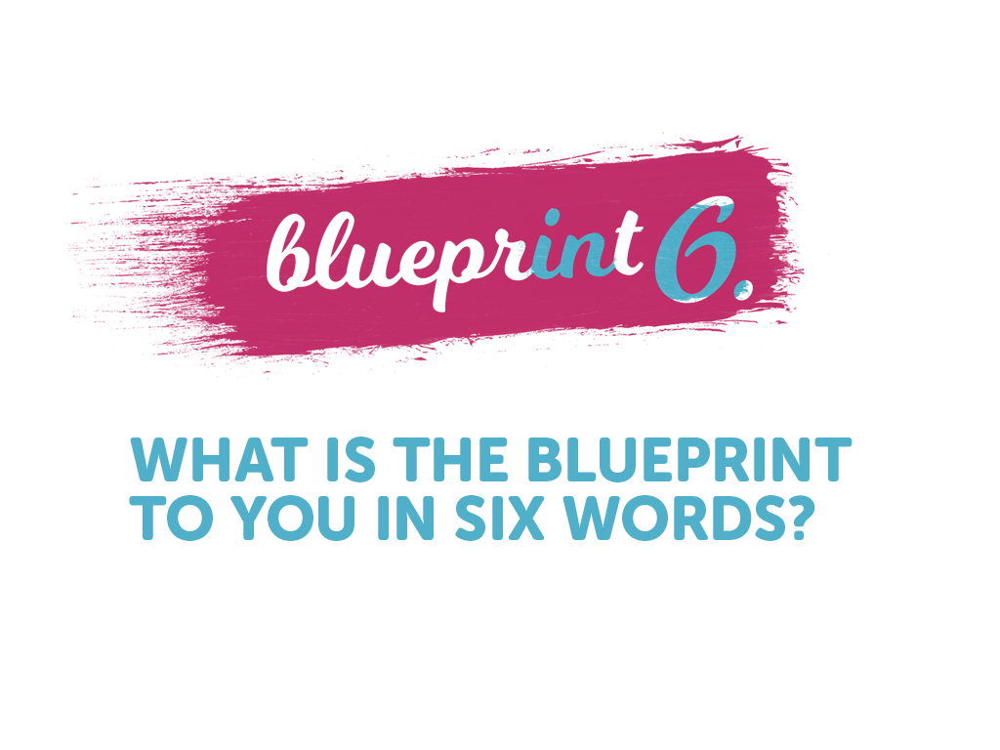 blueprint 6.
WHAT IS THE BLUEPRINT
TO YOU IN SIX WORDS?